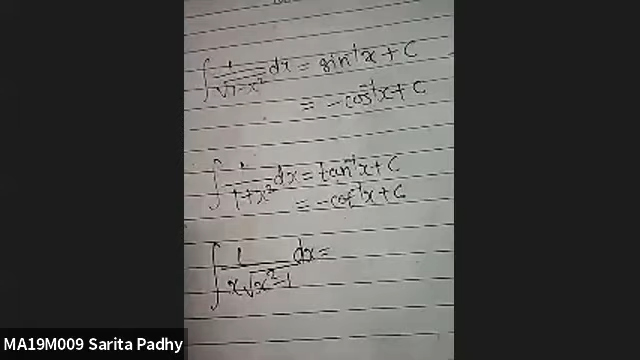 ∫ 1/√1-x² dx = sin⁻¹x + C
= -cos⁻¹x + C
∫ 1/1+x² dx = tan⁻¹x + C
= -cot⁻¹x + C
∫ 1/x√x²-1 dx =
MA19M009 Sarita Padhy